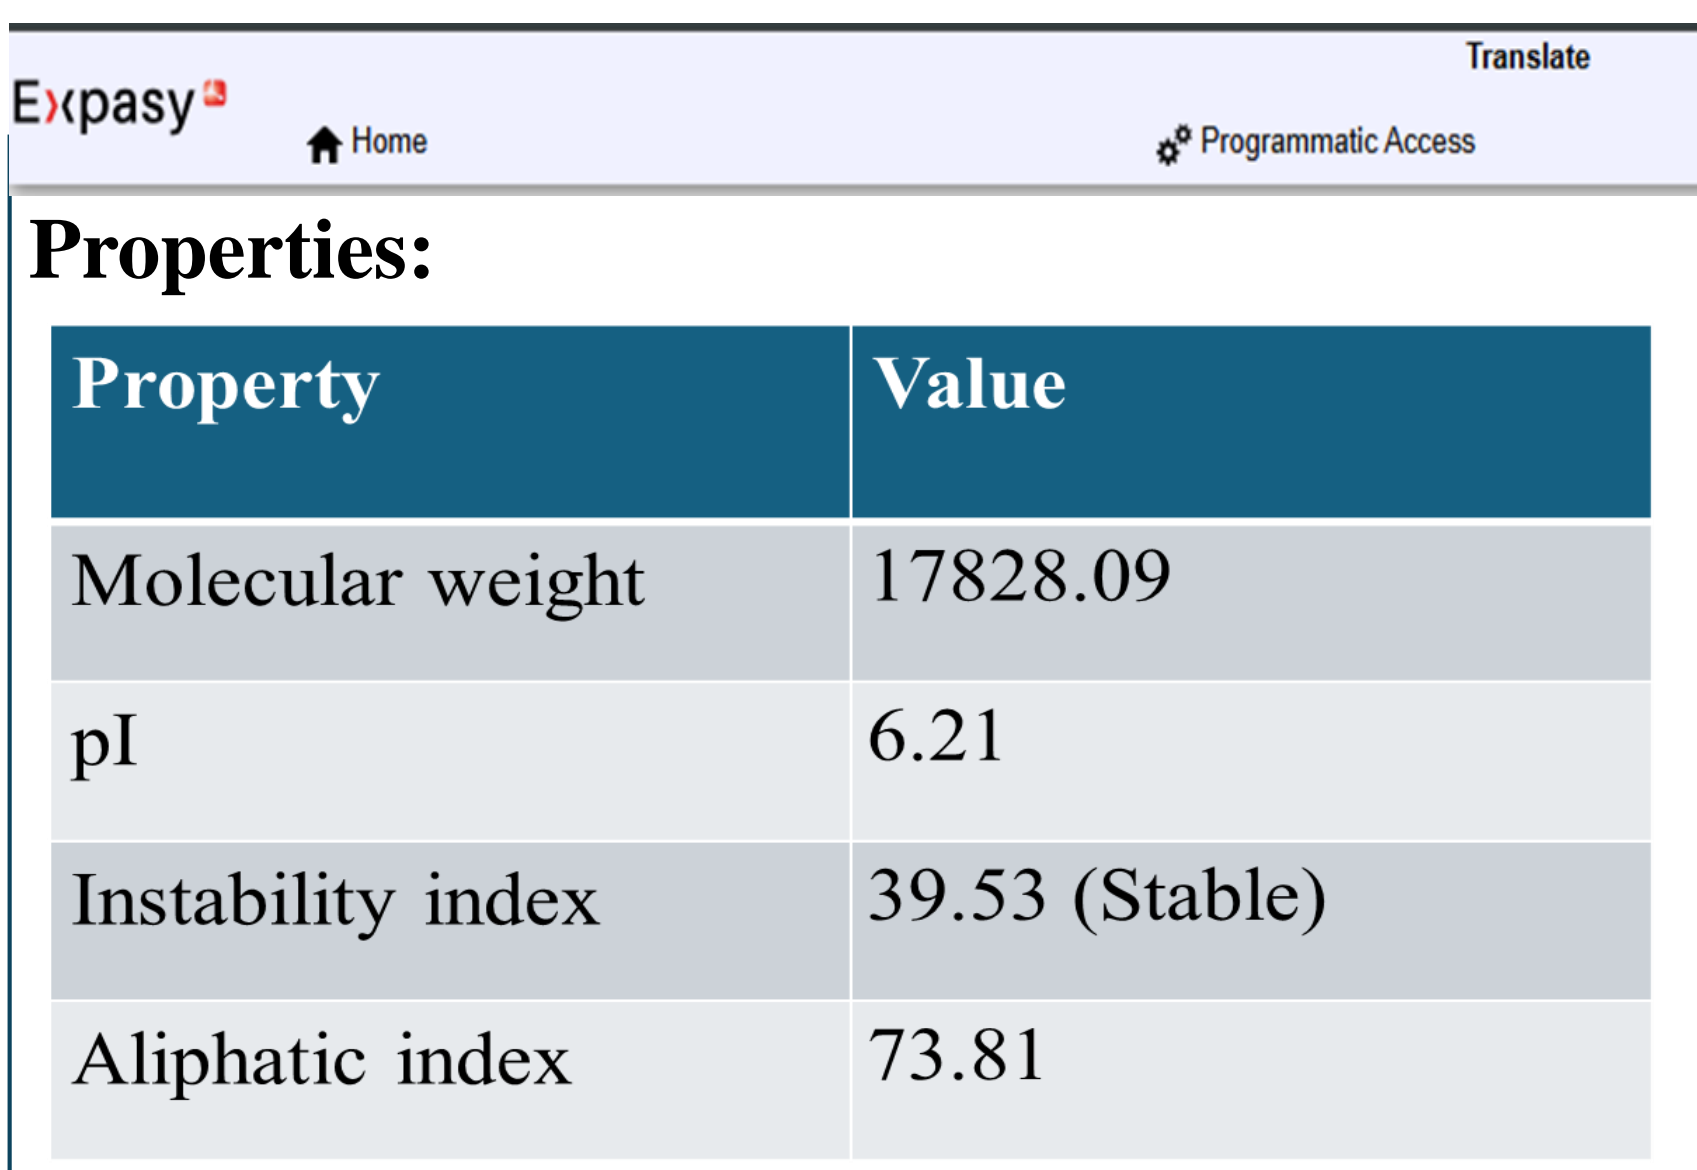 Translate
Expasy
Home
Programmatic Access
Properties:
Property Value
Molecular weight 17828.09
pI 6.21
Instability index 39.53 (Stable)
Aliphatic index 73.81